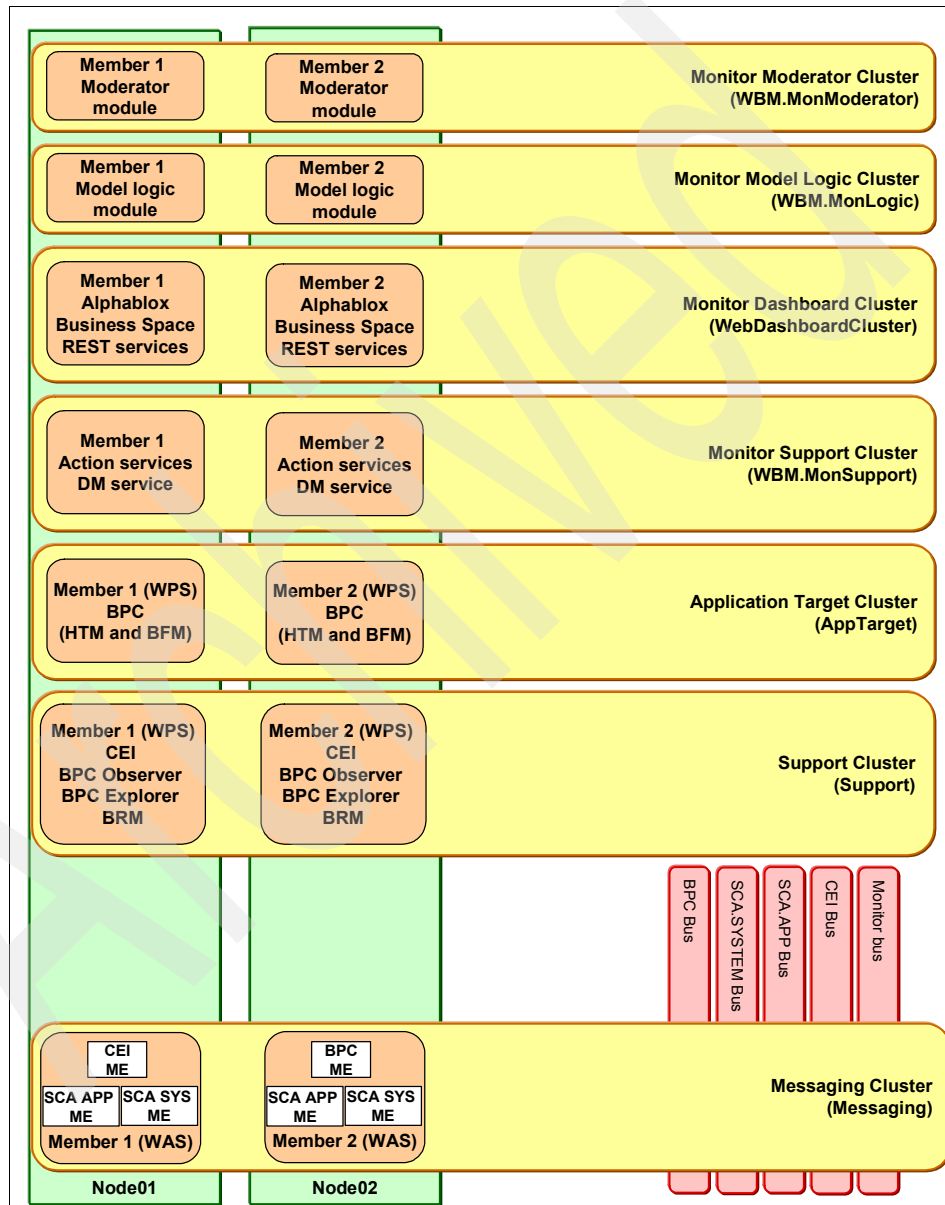 Member 1
Moderator
module
Member 2
Moderator
module
Monitor Moderator Cluster
(WBM.MonModerator)
Member 1
Model logic
module
Member 2
Model logic
module
Monitor Model Logic Cluster
(WBM.MonLogic)
Member 1
Alphablox
Business Space
REST services
Member 2
Alphablox
Business Space
REST services
Monitor Dashboard Cluster
(WebDashboardCluster)
Member 1
Action services
DM service
Member 2
Action services
DM service
Monitor Support Cluster
(WBM.MonSupport)
Member 1 (WPS)
BPC
(HTM and BFM)
Member 2 (WPS)
BPC
(HTM and BFM)
Application Target Cluster
(AppTarget)
Member 1 (WPS)
CEI
BPC Observer
BPC Explorer
BRM
Member 2 (WPS)
CEI
BPC Observer
BPC Explorer
BRM
Support Cluster
(Support)
BPC Bus
SCA.SYSTEM Bus
SCA.APP Bus
CEI Bus
Monitor bus
CEI
ME
SCA APP
ME
SCA SYS
ME
Member 1 (WAS)
BPC
ME
SCA APP
ME
SCA SYS
ME
Member 2 (WAS)
Messaging Cluster
(Messaging)
Node01
Node02
Archived